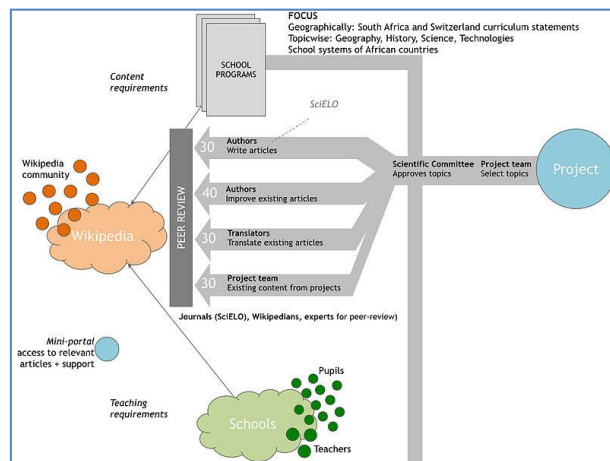 FOCUS
Geographically: South Africa and Switzerland curriculum statements
Topicwise: Geography, History, Science, Technologies
School systems of African countries
SCHOOL
PROGRAMS
Content
requirements
SciELO
30
Authors
Write articles
Scientific Committee
Approves topics
Project team
Select topics
Project
Wikipedia
community
PEER REVIEW
40
Authors
Improve existing articles
Wikipedia
30
Translators
Translate existing articles
30
Project team
Existing content from projects
Journals (SciELO), Wikipedians, experts for peer-review)
Mini-portal
access to relevant
articles + support
Pupils
Teaching
requirements
Schools
Teachers